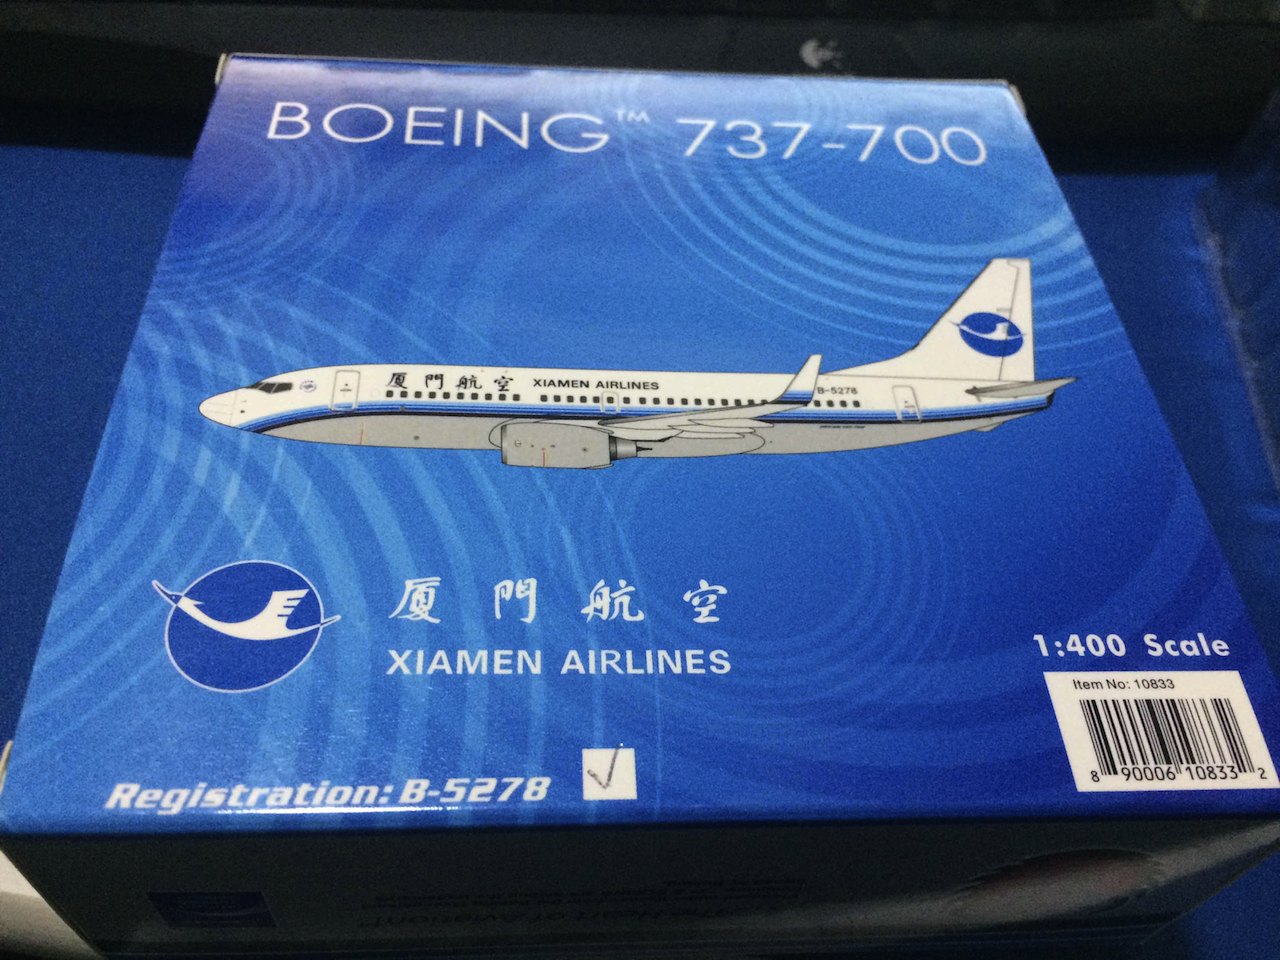 BOEING™ 737-700
厦門航空 XIAMEN AIRLINES
B-5278
厦門航空
XIAMEN AIRLINES
1:400 Scale
Item No: 10833
8 90006 10833 2
Registration: B-5278